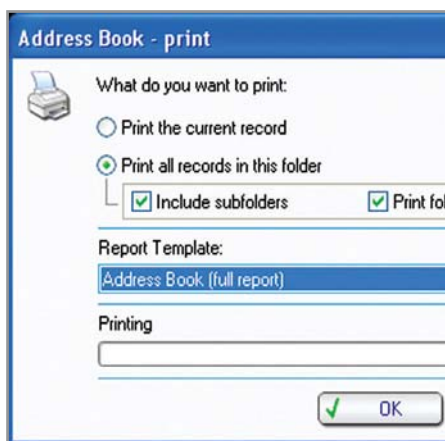 Address Book - print
What do you want to print:
Print the current record
Print all records in this folder
Include subfolders Print
Report Template:
Address Book (full report)
Printing
OK